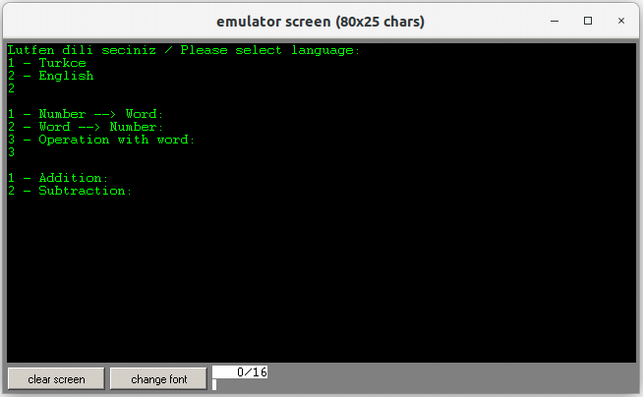 emulator screen (80x25 chars)
Lutfen dili seciniz / Please select language:
1 - Turkce
2 - English
2
1 - Number --> Word:
2 - Word --> Number:
3 - Operation with word:
3
1 - Addition:
2 - Subtraction:
clear screen change font 0/16